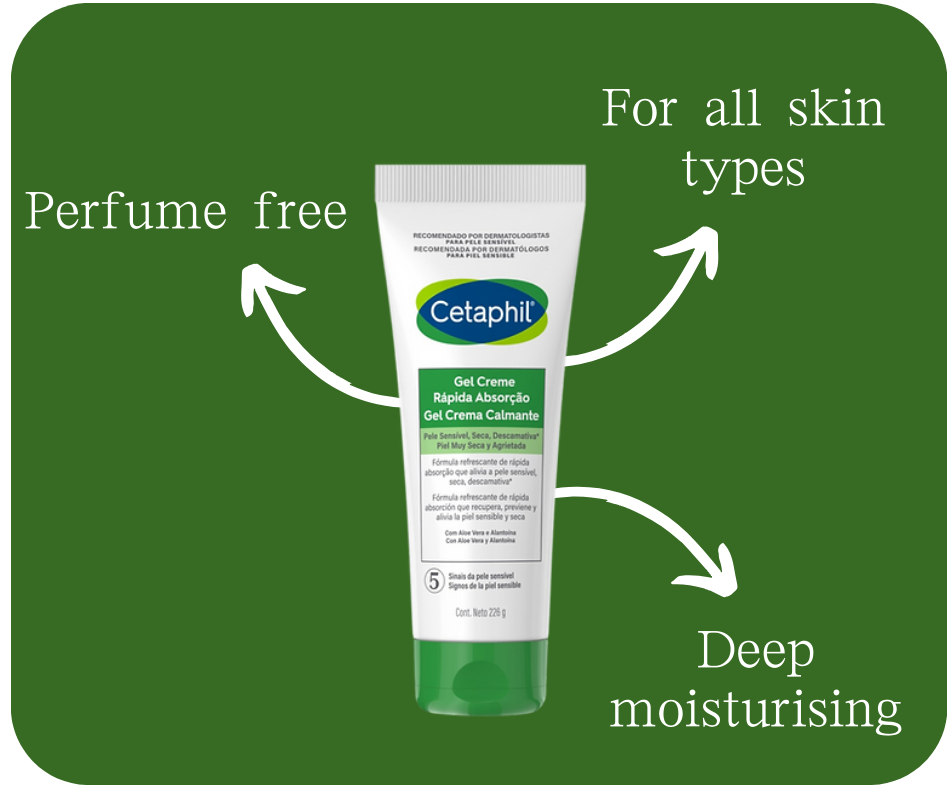 For all skin
types
Perfume free
RECOMENDADO POR DERMATOLOGISTAS
PARA PELE SENSÍVEL
RECOMENDADA POR DERMATÓLOGOS
PARA PIEL SENSIBLE
Cetaphil®
Gel Creme
Rápida Absorção
Gel Crema Calmante
Pele Sensível, Seca, Descamativa*
Piel Muy Seca y Agrietada
Fórmula refrescante de rápida
absorção que alivia a pele sensível,
seca, descamativa*
Fórmula refrescante de rápida
absorción que recupera, previene y
alivia la piel sensible y seca
Com Aloe Vera e Alantoína
Con Aloe Vera y Alantoína
5 Sinais da pele sensível
Signos de la piel sensible
Cont. Neto 226 g
Deep
moisturising